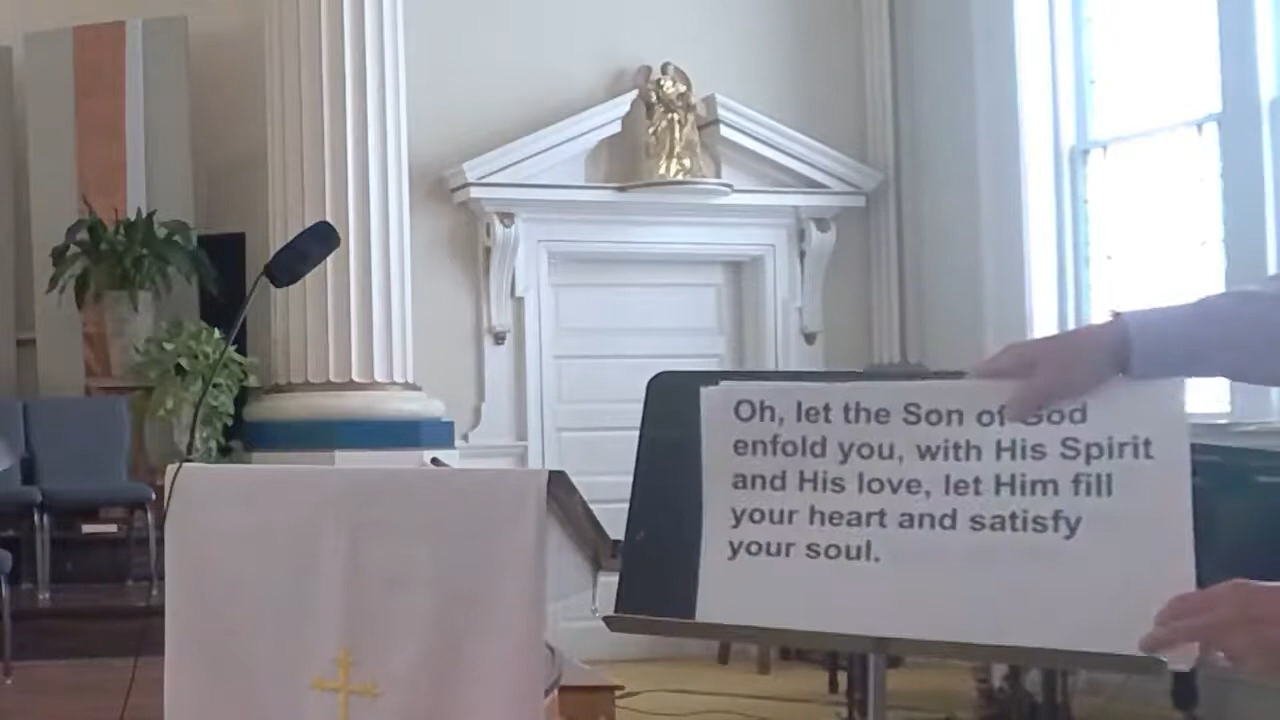 Oh, let the Son of God
enfold you, with His Spirit
and His love, let Him fill
your heart and satisfy
your soul.